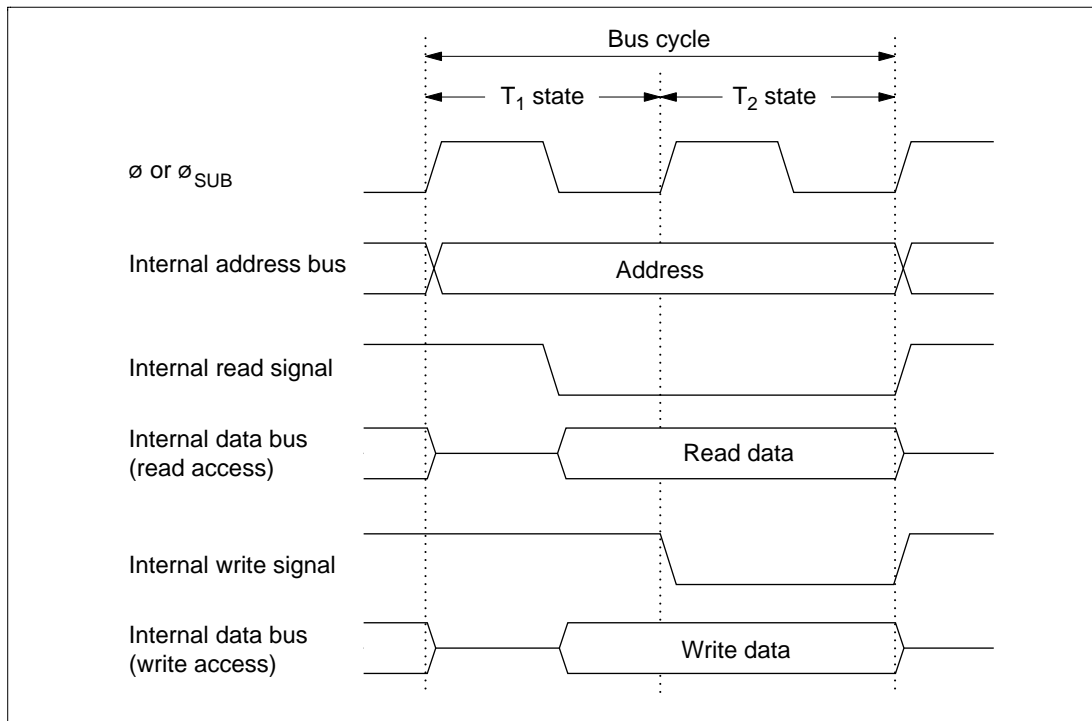 Bus cycle
T1 state
T2 state
ø or øSUB
Internal address bus
Address
Internal read signal
Internal data bus
(read access)
Read data
Internal write signal
Internal data bus
(write access)
Write data